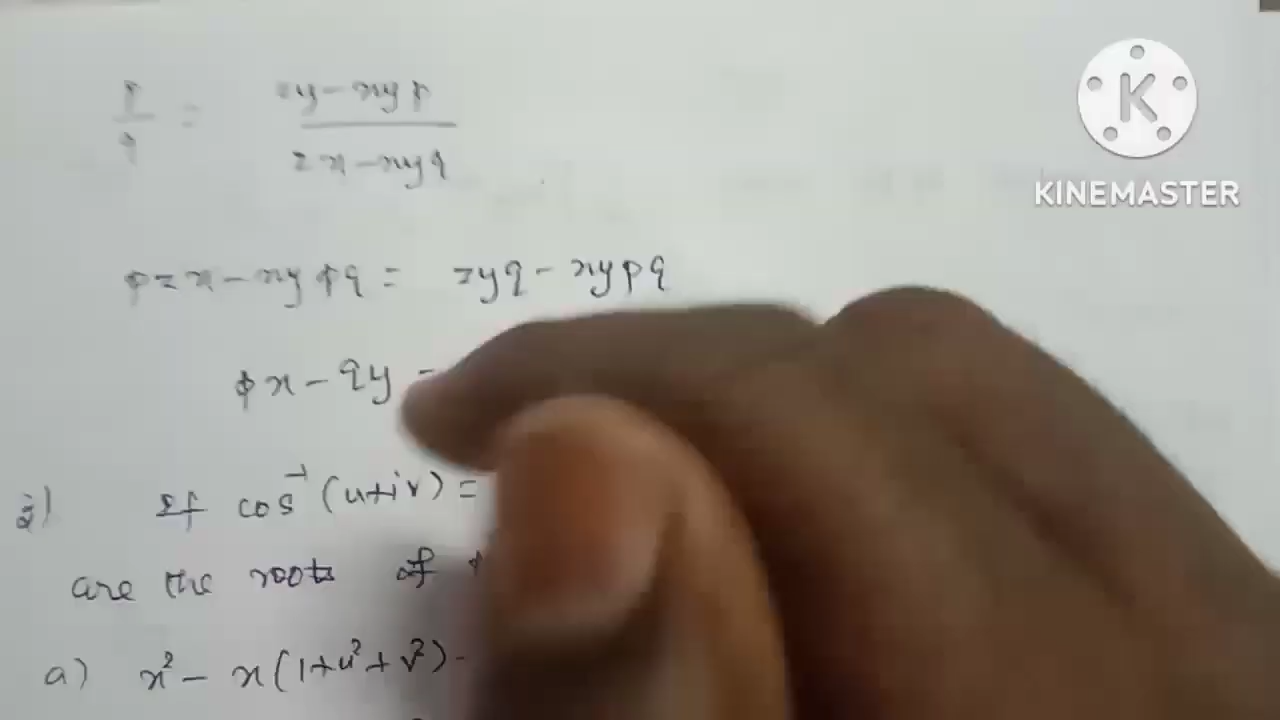 p/q = zy - xyp / zx - xyq
KINEMASTER
pzx - xypq = zyq - xypq
px - qy =
2) If cos⁻¹(u+iv) =
are the roots of
a) x² - x(1+u²+v²)